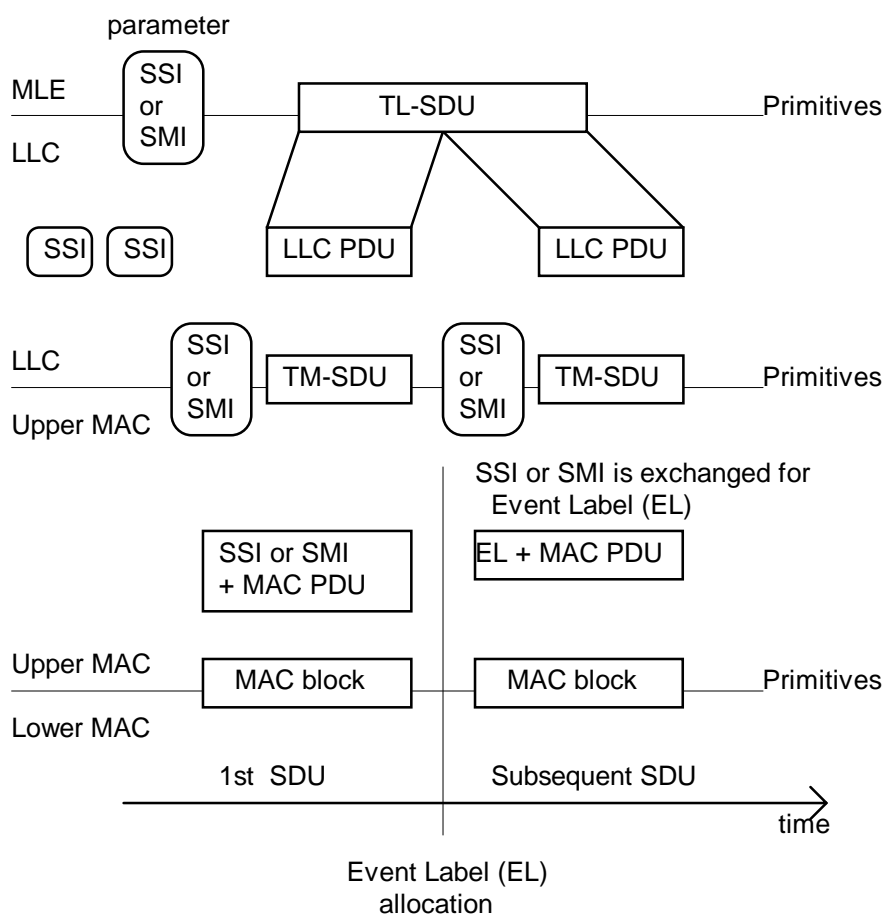 parameter
SSI
or
SMI
MLE
TL-SDU
Primitives
LLC
SSI
SSI
LLC PDU
LLC PDU
LLC
SSI
or
SMI
TM-SDU
SSI
or
SMI
TM-SDU
Primitives
Upper MAC
SSI or SMI is exchanged for
Event Label (EL)
SSI or SMI
+ MAC PDU
EL + MAC PDU
Upper MAC
MAC block
MAC block
Primitives
Lower MAC
1st SDU
Subsequent SDU
time
Event Label (EL)
allocation